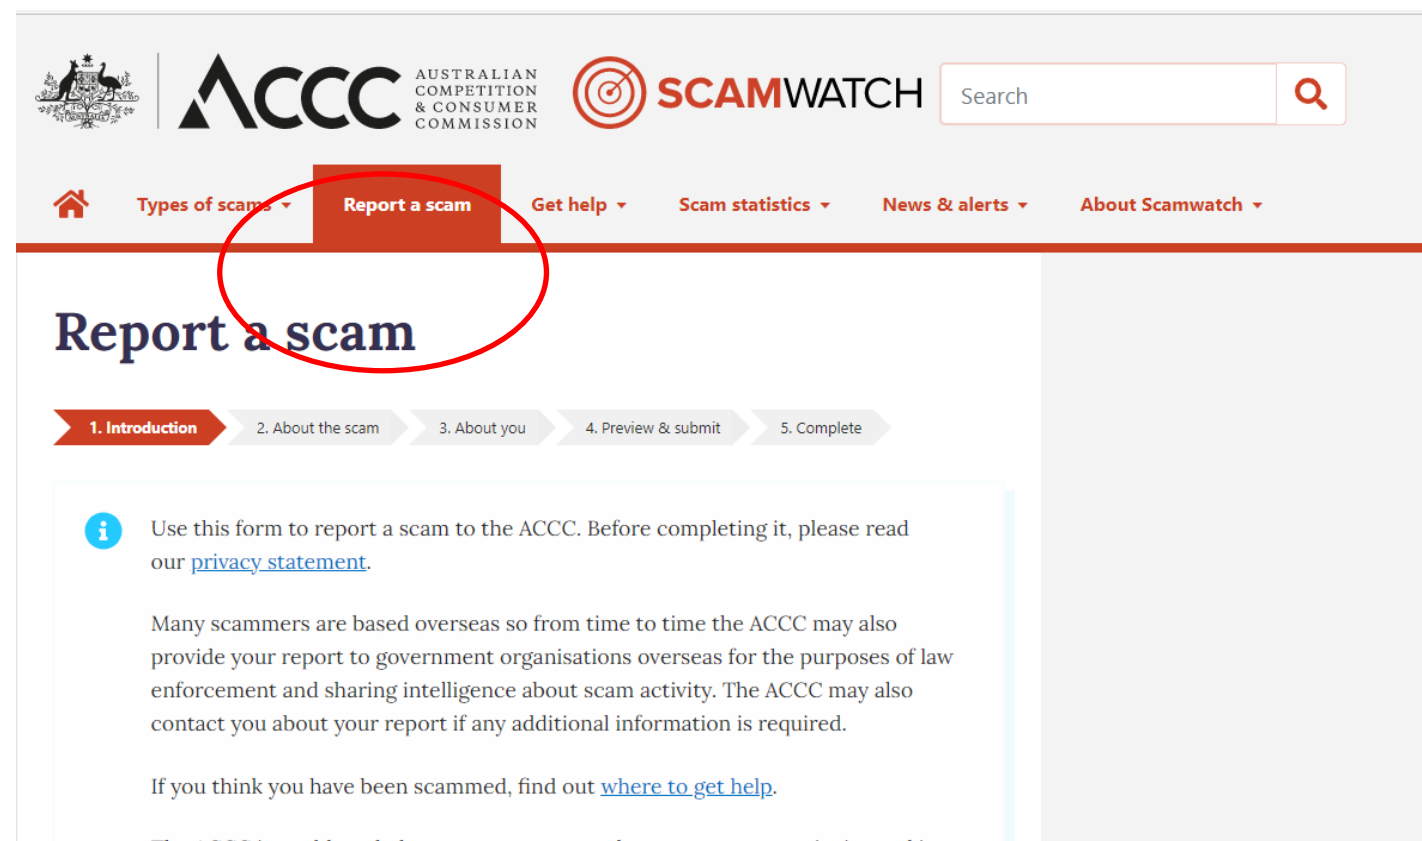 ACCC
AUSTRALIAN
COMPETITION
& CONSUMER
COMMISSION
SCAMWATCH
Search
Types of scams
Report a scam
Get help
Scam statistics
News & alerts
About Scamwatch
Report a scam
1. Introduction
2. About the scam
3. About you
4. Preview & submit
5. Complete
Use this form to report a scam to the ACCC. Before completing it, please read
our privacy statement.
Many scammers are based overseas so from time to time the ACCC may also
provide your report to government organisations overseas for the purposes of law
enforcement and sharing intelligence about scam activity. The ACCC may also
contact you about your report if any additional information is required.
If you think you have been scammed, find out where to get help.